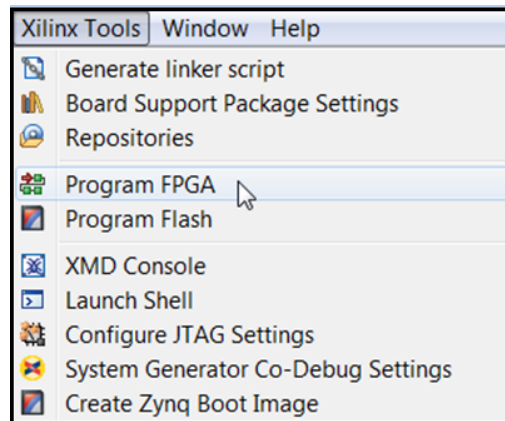 Xilinx Tools Window Help
Generate linker script
Board Support Package Settings
Repositories
Program FPGA
Program Flash
XMD Console
Launch Shell
Configure JTAG Settings
System Generator Co-Debug Settings
Create Zynq Boot Image